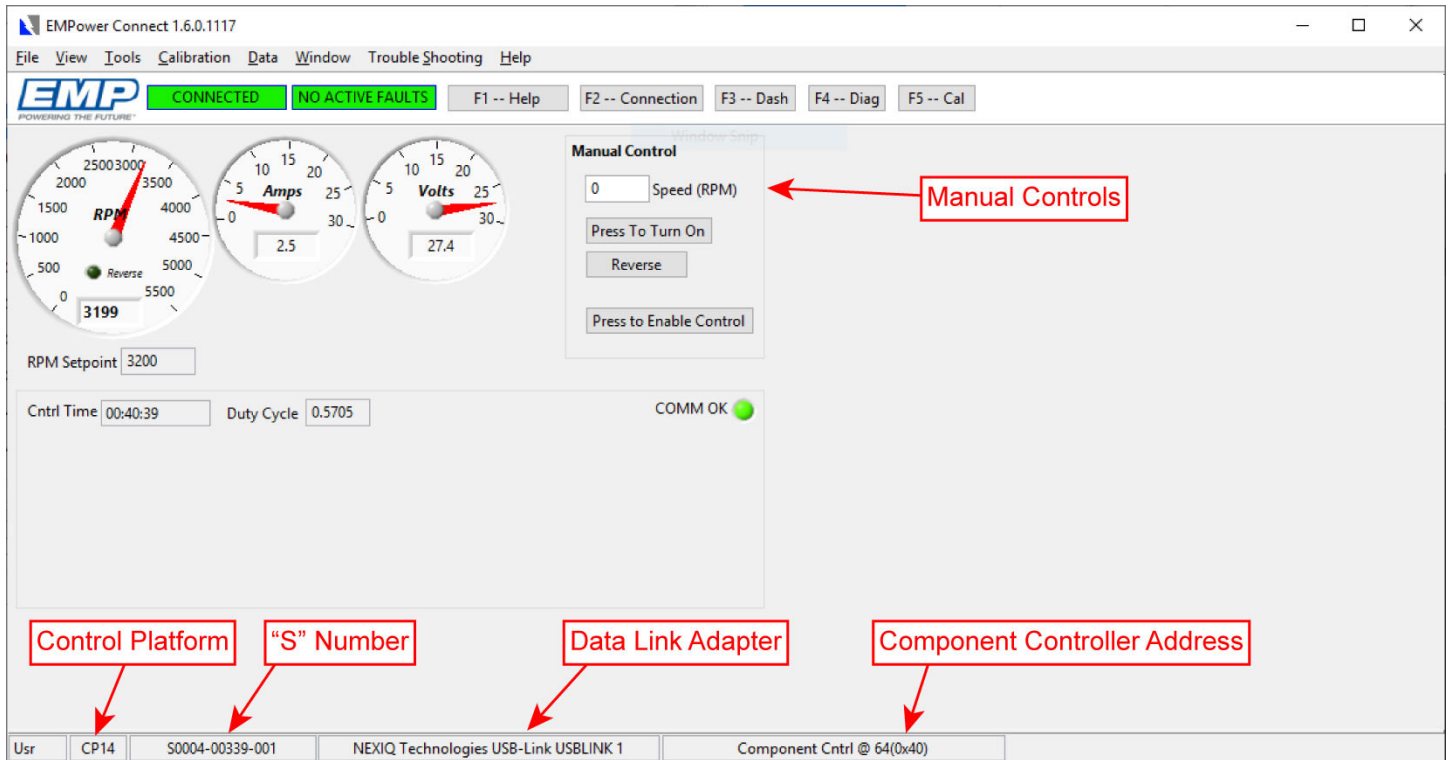 EMPower Connect 1.6.0.1117
File View Tools Calibration Data Window Trouble Shooting Help
EMP
POWERING THE FUTURE
CONNECTED NO ACTIVE FAULTS F1 -- Help F2 -- Connection F3 -- Dash F4 -- Diag F5 -- Cal
Window Snip
0 500 1000 1500 2000 2500 3000 3500 4000 4500 5000 5500
RPM
Reverse
3199
0 5 10 15 20 25 30
Amps
2.5
0 5 10 15 20 25 30
Volts
27.4
Manual Control
0 Speed (RPM)
Press To Turn On
Reverse
Press to Enable Control
Manual Controls
RPM Setpoint 3200
Cntrl Time 00:40:39 Duty Cycle 0.5705 COMM OK
Control Platform “S” Number Data Link Adapter Component Controller Address
Usr CP14 S0004-00339-001 NEXIQ Technologies USB-Link USBLINK 1 Component Cntrl @ 64(0x40)